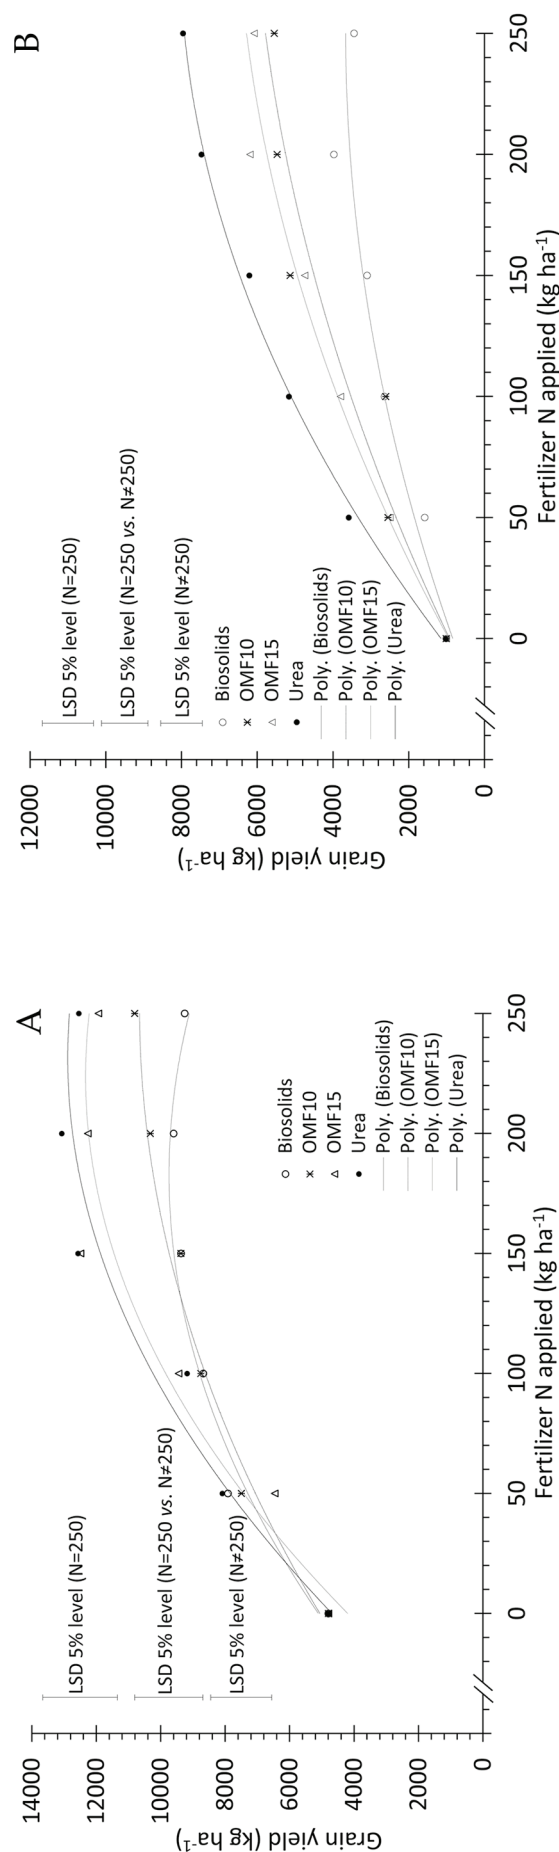 A
14000
12000
10000
8000
6000
4000
2000
0
Grain yield (kg ha-1)
LSD 5% level (N=250)
LSD 5% level (N=250 vs. N≠250)
LSD 5% level (N≠250)
Biosolids
OMF10
OMF15
Urea
Poly. (Biosolids)
Poly. (OMF10)
Poly. (OMF15)
Poly. (Urea)
0 50 100 150 200 250
Fertilizer N applied (kg ha-1)
B
12000
10000
8000
6000
4000
2000
0
Grain yield (kg ha-1)
LSD 5% level (N=250)
LSD 5% level (N=250 vs. N≠250)
LSD 5% level (N≠250)
Biosolids
OMF10
OMF15
Urea
Poly. (Biosolids)
Poly. (OMF10)
Poly. (OMF15)
Poly. (Urea)
0 50 100 150 200 250
Fertilizer N applied (kg ha-1)